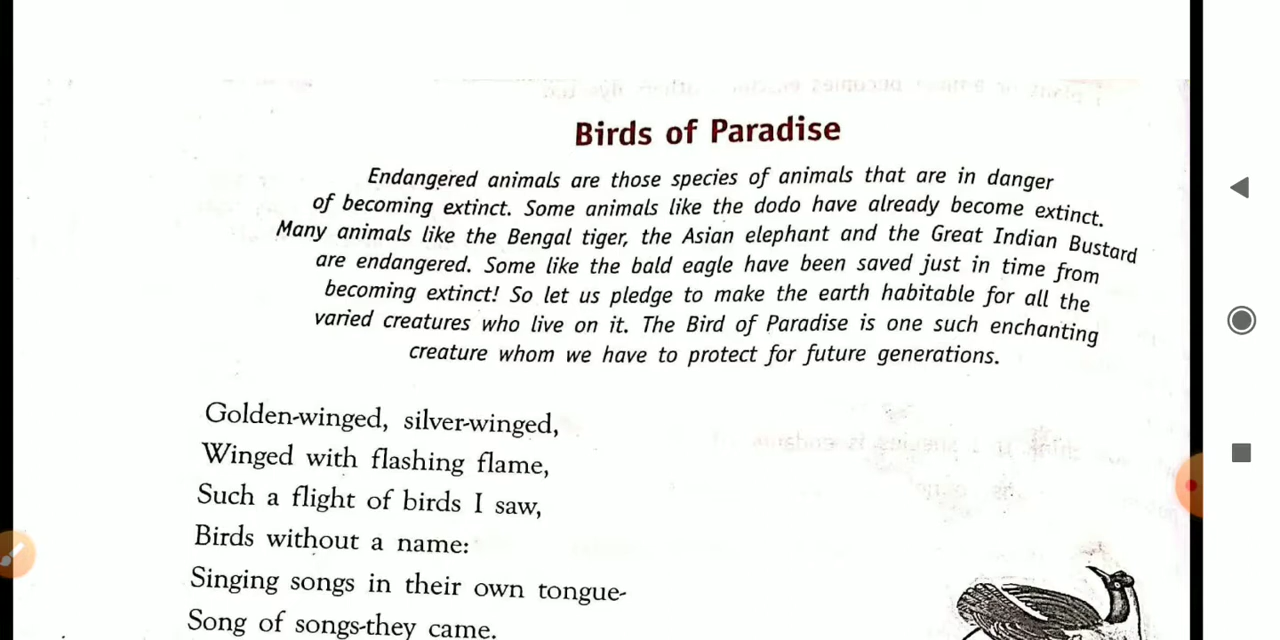 Birds of Paradise
Endangered animals are those species of animals that are in danger
of becoming extinct. Some animals like the dodo have already become extinct.
Many animals like the Bengal tiger, the Asian elephant and the Great Indian Bustard
are endangered. Some like the bald eagle have been saved just in time from
becoming extinct! So let us pledge to make the earth habitable for all the
varied creatures who live on it. The Bird of Paradise is one such enchanting
creature whom we have to protect for future generations.
Golden-winged, silver-winged,
Winged with flashing flame,
Such a flight of birds I saw,
Birds without a name:
Singing songs in their own tongue-
Song of songs-they came.